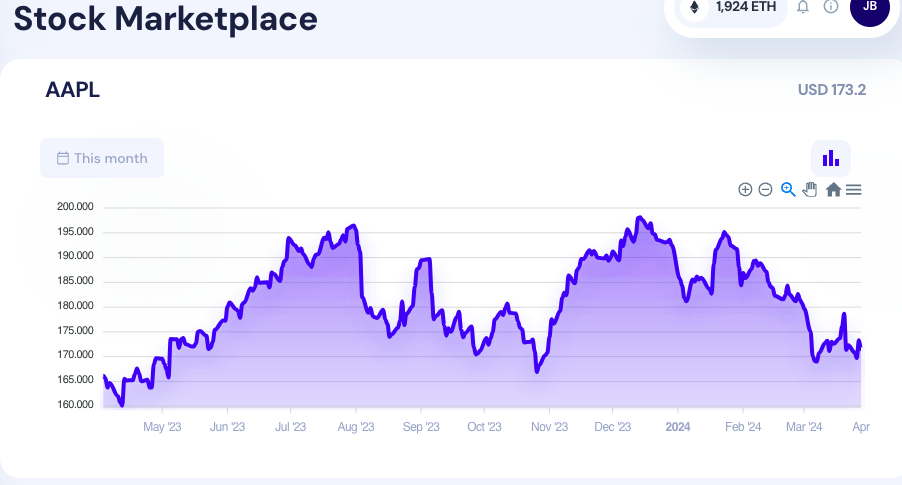 Stock Marketplace
1,924 ETH
JB
AAPL
USD 173.2
This month
200.000
195.000
190.000
185.000
180.000
175.000
170.000
165.000
160.000
May '23
Jun '23
Jul '23
Aug '23
Sep '23
Oct '23
Nov '23
Dec '23
2024
Feb '24
Mar '24
Apr